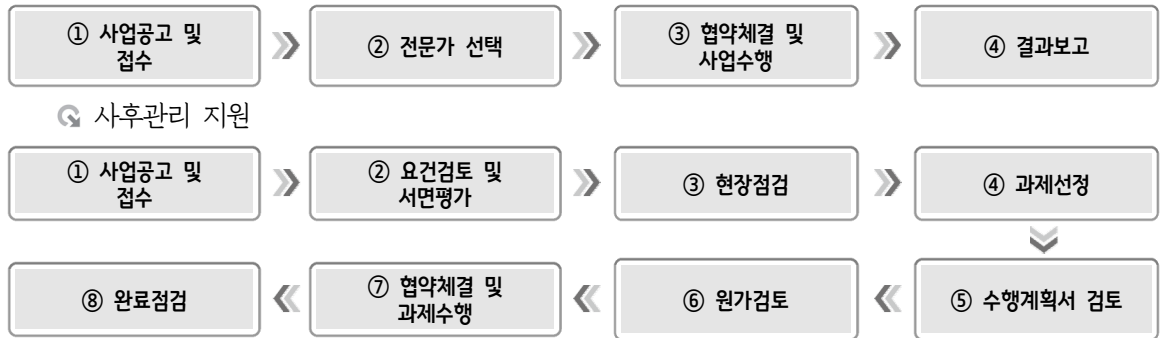 ① 사업공고 및
접수
② 전문가 선택
③ 협약체결 및
사업수행
④ 결과보고
사후관리 지원
① 사업공고 및
접수
② 요건검토 및
서면평가
③ 현장점검
④ 과제선정
⑤ 수행계획서 검토
⑥ 원가검토
⑦ 협약체결 및
과제수행
⑧ 완료점검